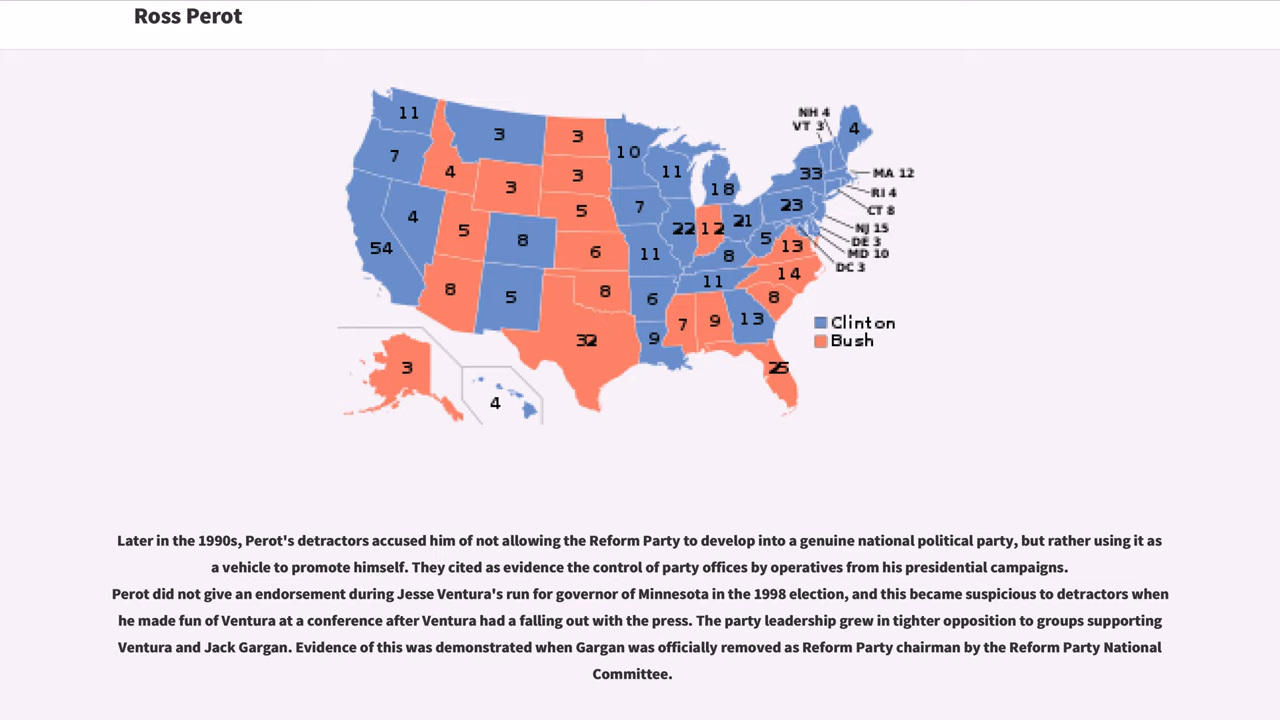 Ross Perot
NH 4
VT 3
11
3
3
10
4
7
4
3
3
11
18
33
MA 12
RI 4
CT 8
NJ 15
DE 3
MD 10
DC 3
4
5
7
22
12
21
23
54
5
8
6
11
8
5
13
8
5
8
6
11
14
32
9
7
9
13
8
25
3
4
Clinton
Bush
Later in the 1990s, Perot's detractors accused him of not allowing the Reform Party to develop into a genuine national political party, but rather using it as
a vehicle to promote himself. They cited as evidence the control of party offices by operatives from his presidential campaigns.
Perot did not give an endorsement during Jesse Ventura's run for governor of Minnesota in the 1998 election, and this became suspicious to detractors when
he made fun of Ventura at a conference after Ventura had a falling out with the press. The party leadership grew in tighter opposition to groups supporting
Ventura and Jack Gargan. Evidence of this was demonstrated when Gargan was officially removed as Reform Party chairman by the Reform Party National
Committee.